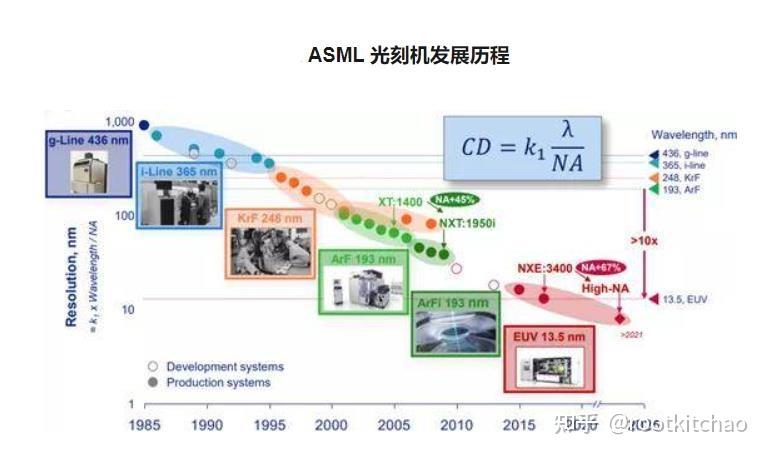 ASML 光刻机发展历程
1,000
100
10
1
Resolution, nm
= k₁ x Wavelength / NA
g-Line 436 nm
i-Line 365 nm
KrF 248 nm
ArF 193 nm
ArFi 193 nm
EUV 13.5 nm
CD = k₁ λ / NA
XT:1400
NA+45%
NXT:1950i
NXE:3400
NA+67%
High-NA
>2021
Wavelength, nm
436, g-line
365, i-line
248, KrF
193, ArF
>10x
13.5, EUV
Development systems
Production systems
1985 1990 1995 2000 2005 2010 2015
知乎 @rootkitchao